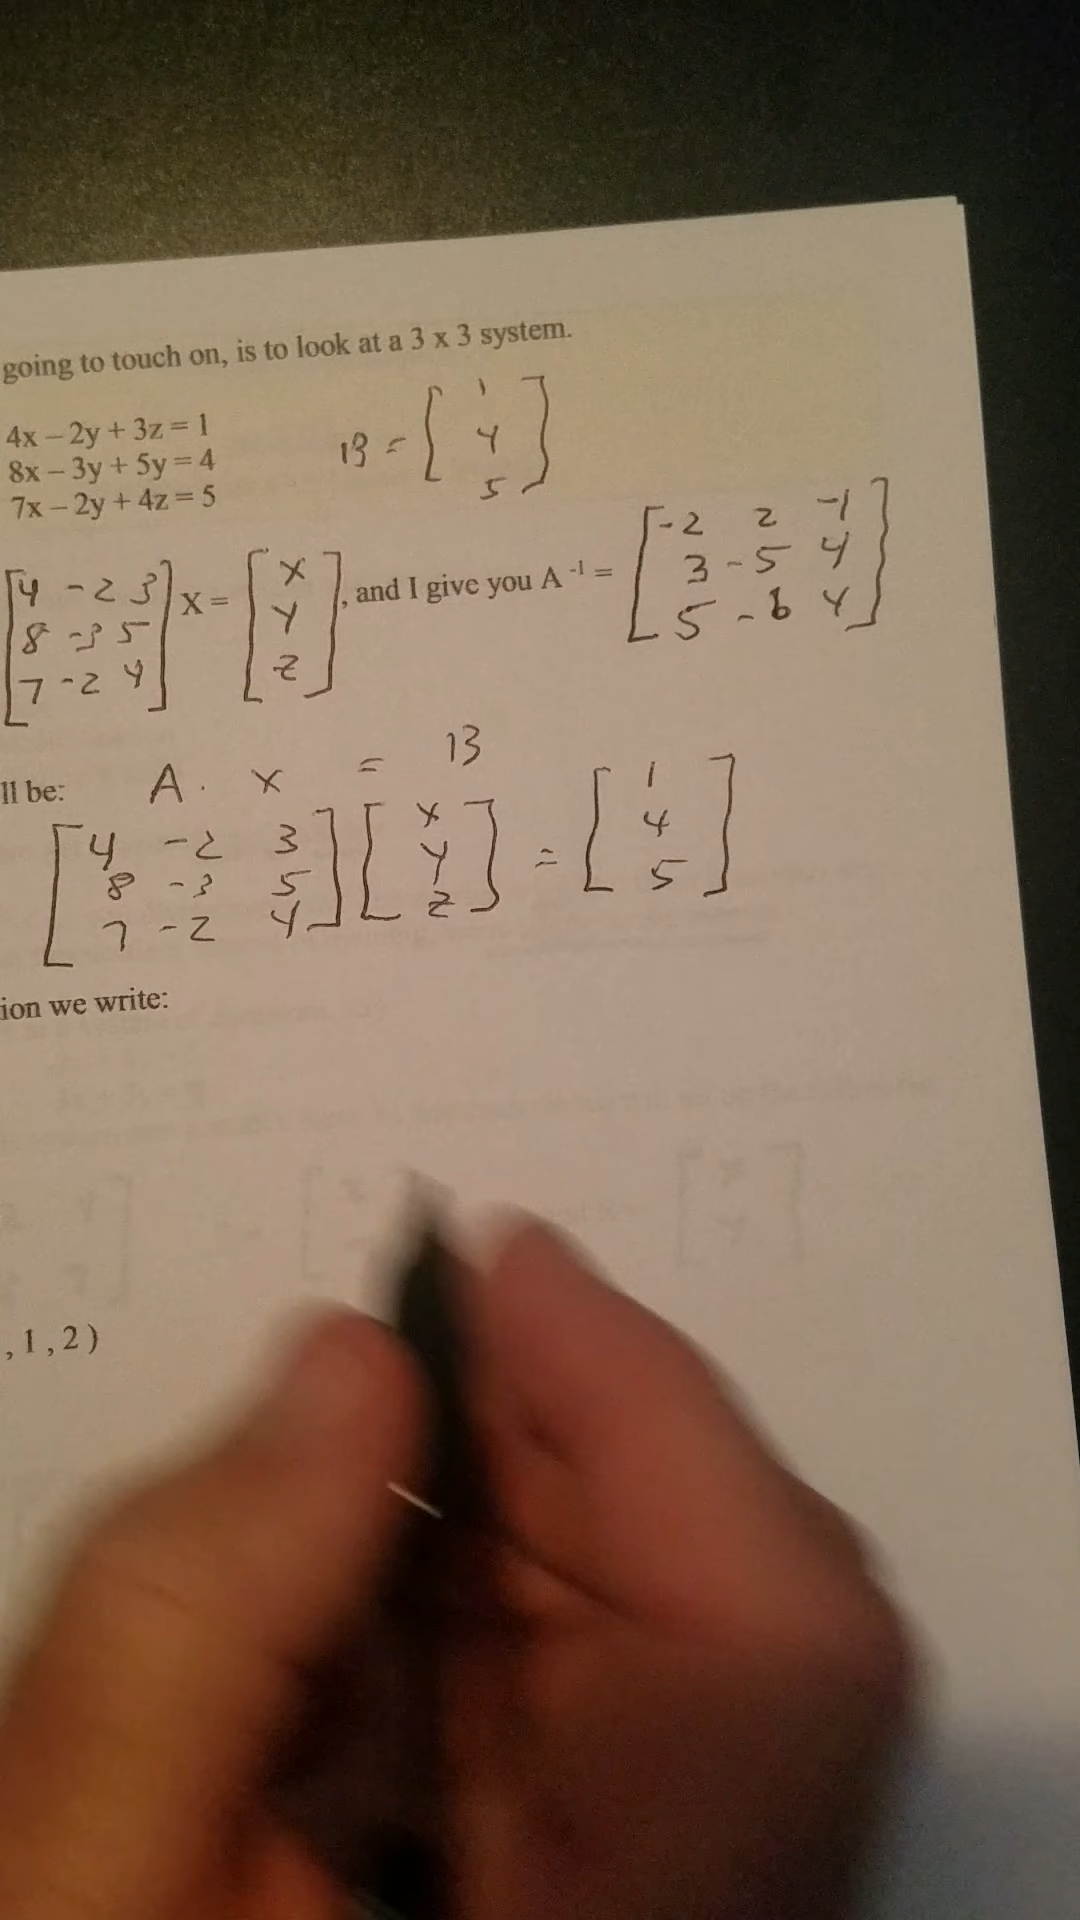 going to touch on, is to look at a 3 x 3 system.
4x – 2y + 3z = 1
8x – 3y + 5y = 4
7x – 2y + 4z = 5
B = [ 1
4
5 ]
[ 4 -2 3
8 -3 5
7 -2 4 ]
X = [ x
y
z ]
, and I give you A⁻¹ =
[ -2 2 -1
3 -5 4
5 -6 4 ]
ll be: A · X = B
[ 4 -2 3
8 -3 5
7 -2 4 ] [ x
y
z ] = [ 1
4
5 ]
ion we write:
, 1 , 2 )